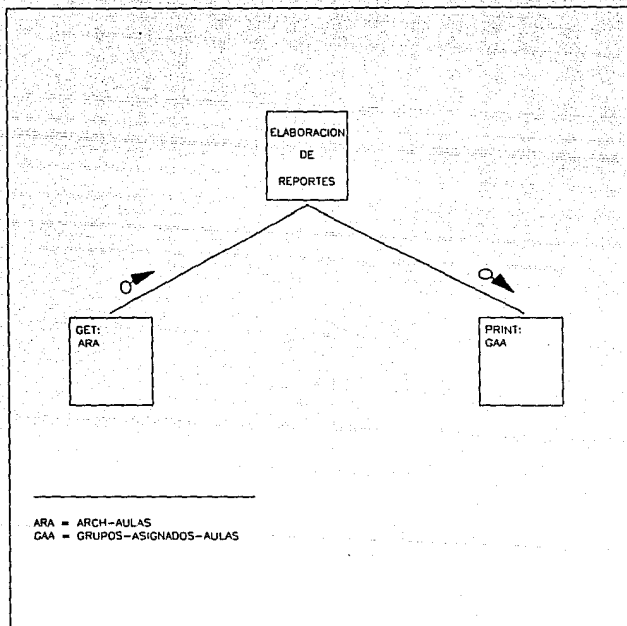 ELABORACION
DE
REPORTES
GET:
ARA
PRINT:
GAA
ARA = ARCH-AULAS
GAA = GRUPOS-ASIGNADOS-AULAS